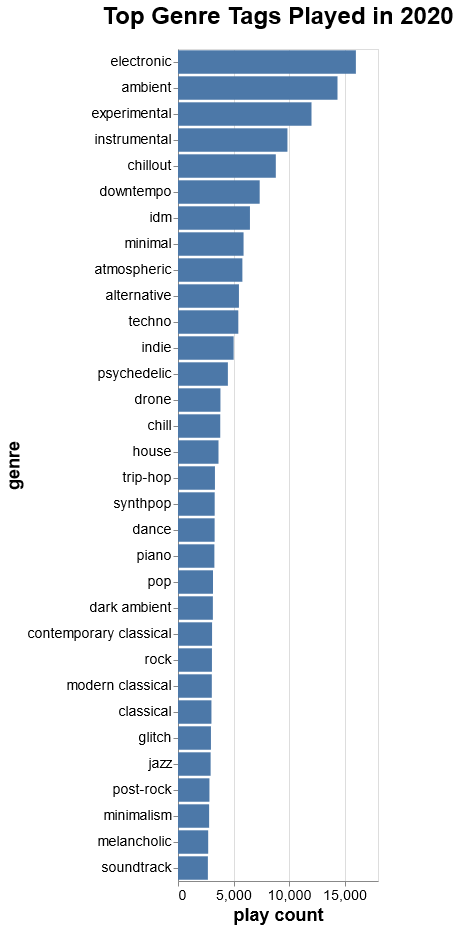 Top Genre Tags Played in 2020
electronic
ambient
experimental
instrumental
chillout
downtempo
idm
minimal
atmospheric
alternative
techno
indie
psychedelic
drone
chill
house
trip-hop
synthpop
dance
piano
pop
dark ambient
contemporary classical
rock
modern classical
classical
glitch
jazz
post-rock
minimalism
melancholic
soundtrack
genre
0 5,000 10,000 15,000
play count